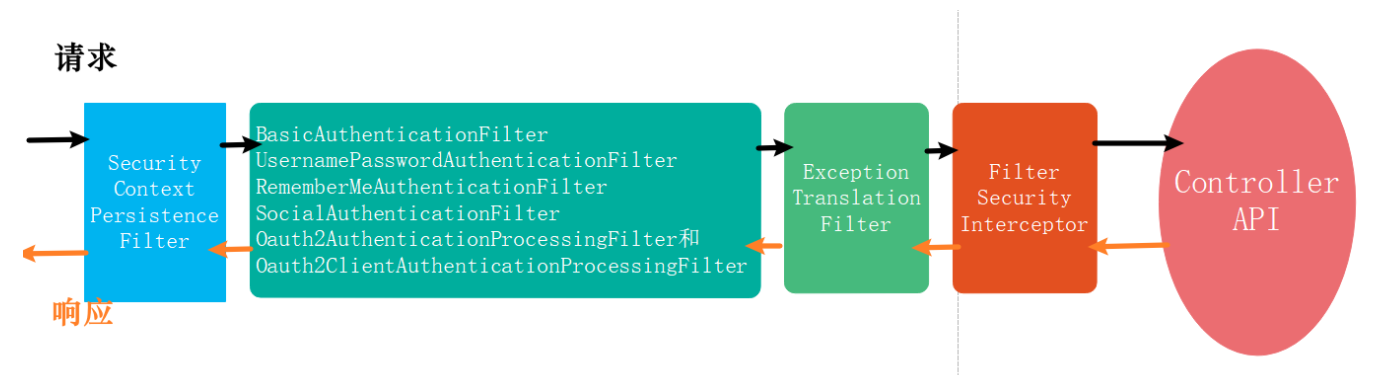 请求
Security
Context
Persistence
Filter
BasicAuthenticationFilter
UsernamePasswordAuthenticationFilter
RememberMeAuthenticationFilter
SocialAuthenticationFilter
Oauth2AuthenticationProcessingFilter和
Oauth2ClientAuthenticationProcessingFilter
Exception
Translation
Filter
Filter
Security
Interceptor
Controller
API
响应